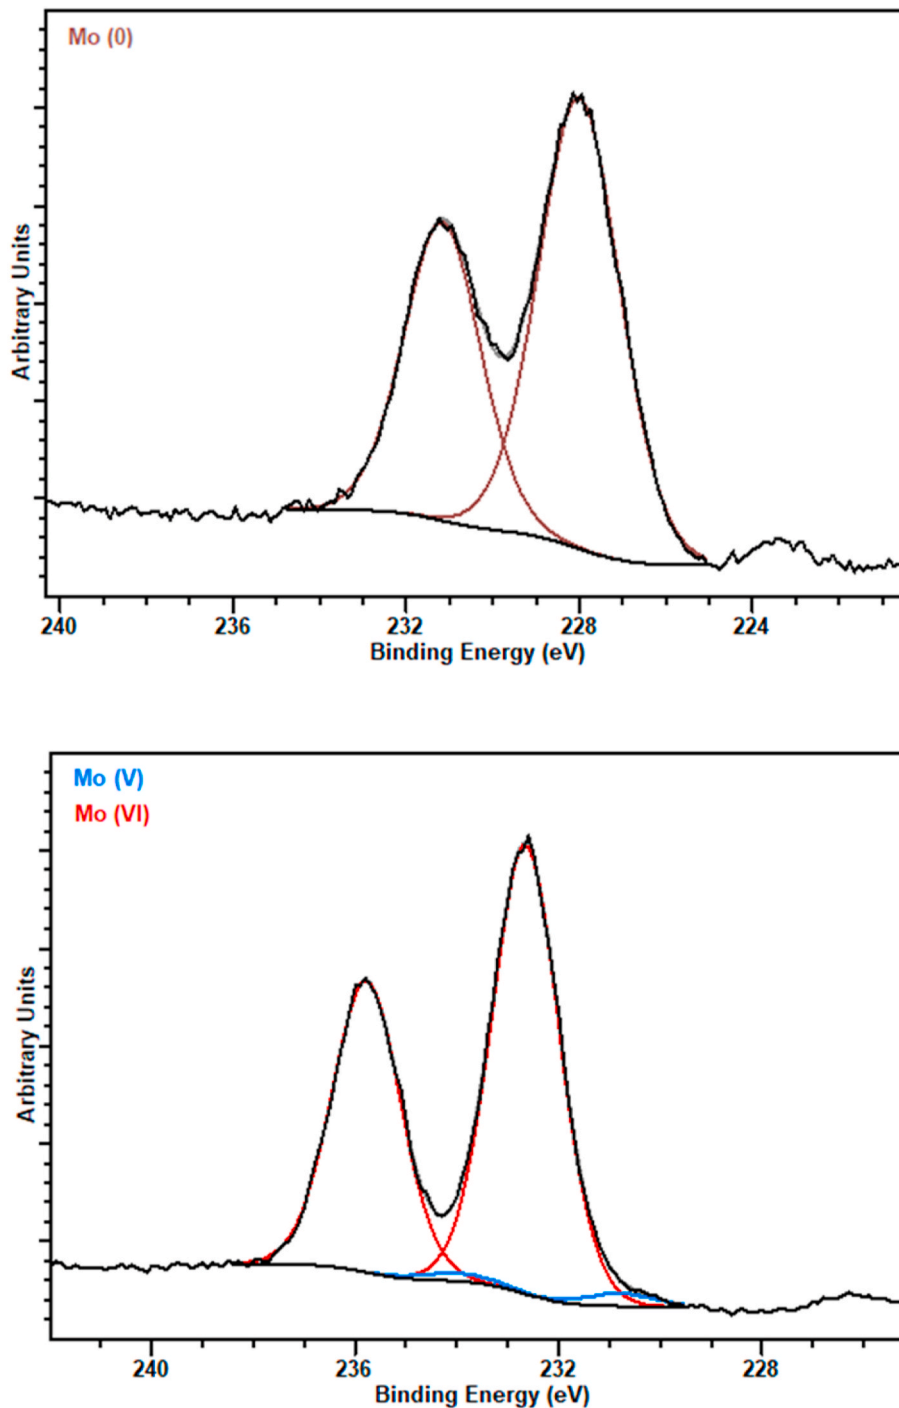 Mo (0)
Arbitrary Units
240 236 232 228 224
Binding Energy (eV)
Mo (V)
Mo (VI)
Arbitrary Units
240 236 232 228
Binding Energy (eV)